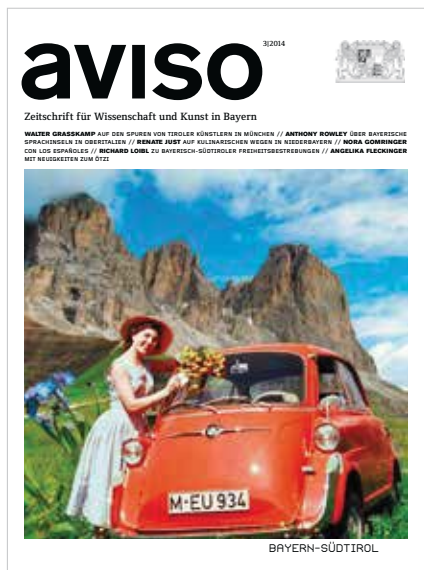 3|2014
aviso
Zeitschrift für Wissenschaft und Kunst in Bayern
WALTER GRASSKAMP AUF DEN SPUREN VON TIROLER KÜNSTLERN IN MÜNCHEN // ANTHONY ROWLEY ÜBER BAYERISCHE
SPRACHINSELN IN OBERITALIEN // RENATE JUST AUF KULINARISCHEN WEGEN IN NIEDERBAYERN // NORA GOMRINGER
CON LOS ESPAÑOLES // RICHARD LOIBL ZU BAYERISCH-SÜDTIROLER FREIHEITSBESTREBUNGEN // ANGELIKA FLECKINGER
MIT NEUIGKEITEN ZUM ÖTZI
M-EU 934
BAYERN-SÜDTIROL